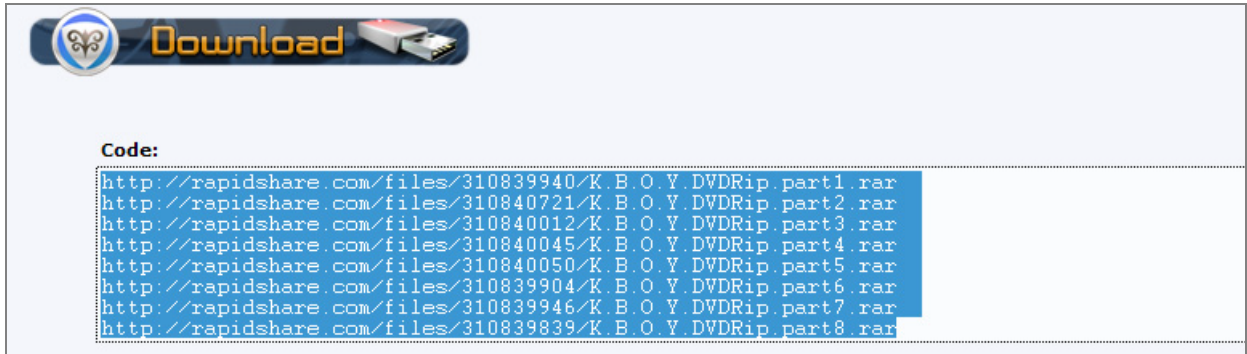 Download
Code:
http://rapidshare.com/files/310839940/K.B.O.Y.DVDRip.part1.rar
http://rapidshare.com/files/310840721/K.B.O.Y.DVDRip.part2.rar
http://rapidshare.com/files/310840012/K.B.O.Y.DVDRip.part3.rar
http://rapidshare.com/files/310840045/K.B.O.Y.DVDRip.part4.rar
http://rapidshare.com/files/310840050/K.B.O.Y.DVDRip.part5.rar
http://rapidshare.com/files/310839904/K.B.O.Y.DVDRip.part6.rar
http://rapidshare.com/files/310839946/K.B.O.Y.DVDRip.part7.rar
http://rapidshare.com/files/310839839/K.B.O.Y.DVDRip.part8.rar